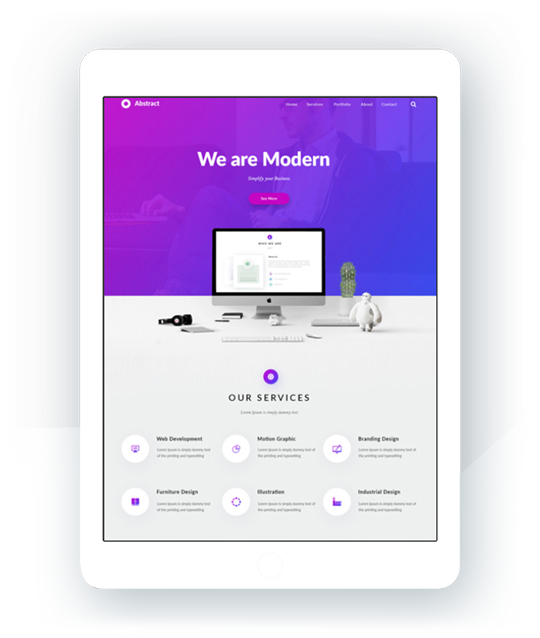 Abstract
Home Services Portfolio About Contact
We are Modern
Simplify your Business
See More
WHO WE ARE
OUR SERVICES
Lorem Ipsum is simply dummy text
Web Development
Lorem Ipsum is simply dummy text of
the printing and typesetting
Motion Graphic
Lorem Ipsum is simply dummy text of
the printing and typesetting
Branding Design
Lorem Ipsum is simply dummy text of
the printing and typesetting
Furniture Design
Lorem Ipsum is simply dummy text of
the printing and typesetting
Illustration
Lorem Ipsum is simply dummy text of
the printing and typesetting
Industrial Design
Lorem Ipsum is simply dummy text of
the printing and typesetting